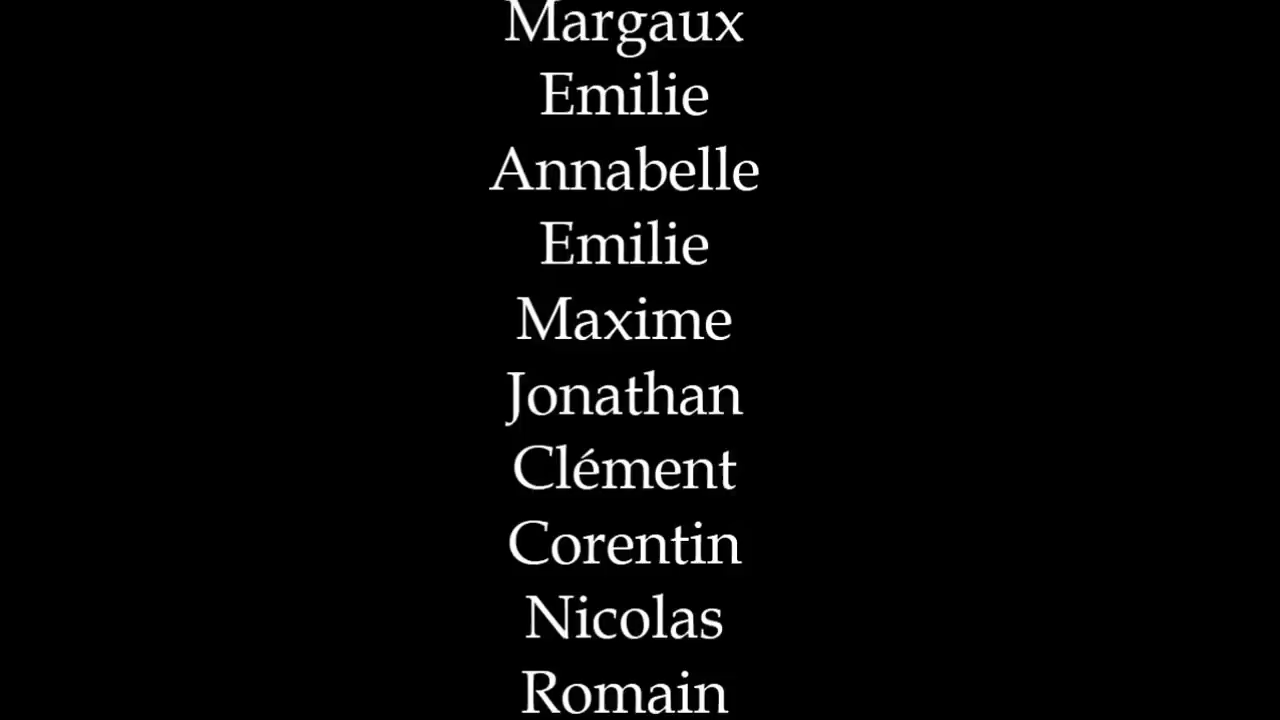 Margaux
Emilie
Annabelle
Emilie
Maxime
Jonathan
Clément
Corentin
Nicolas
Romain